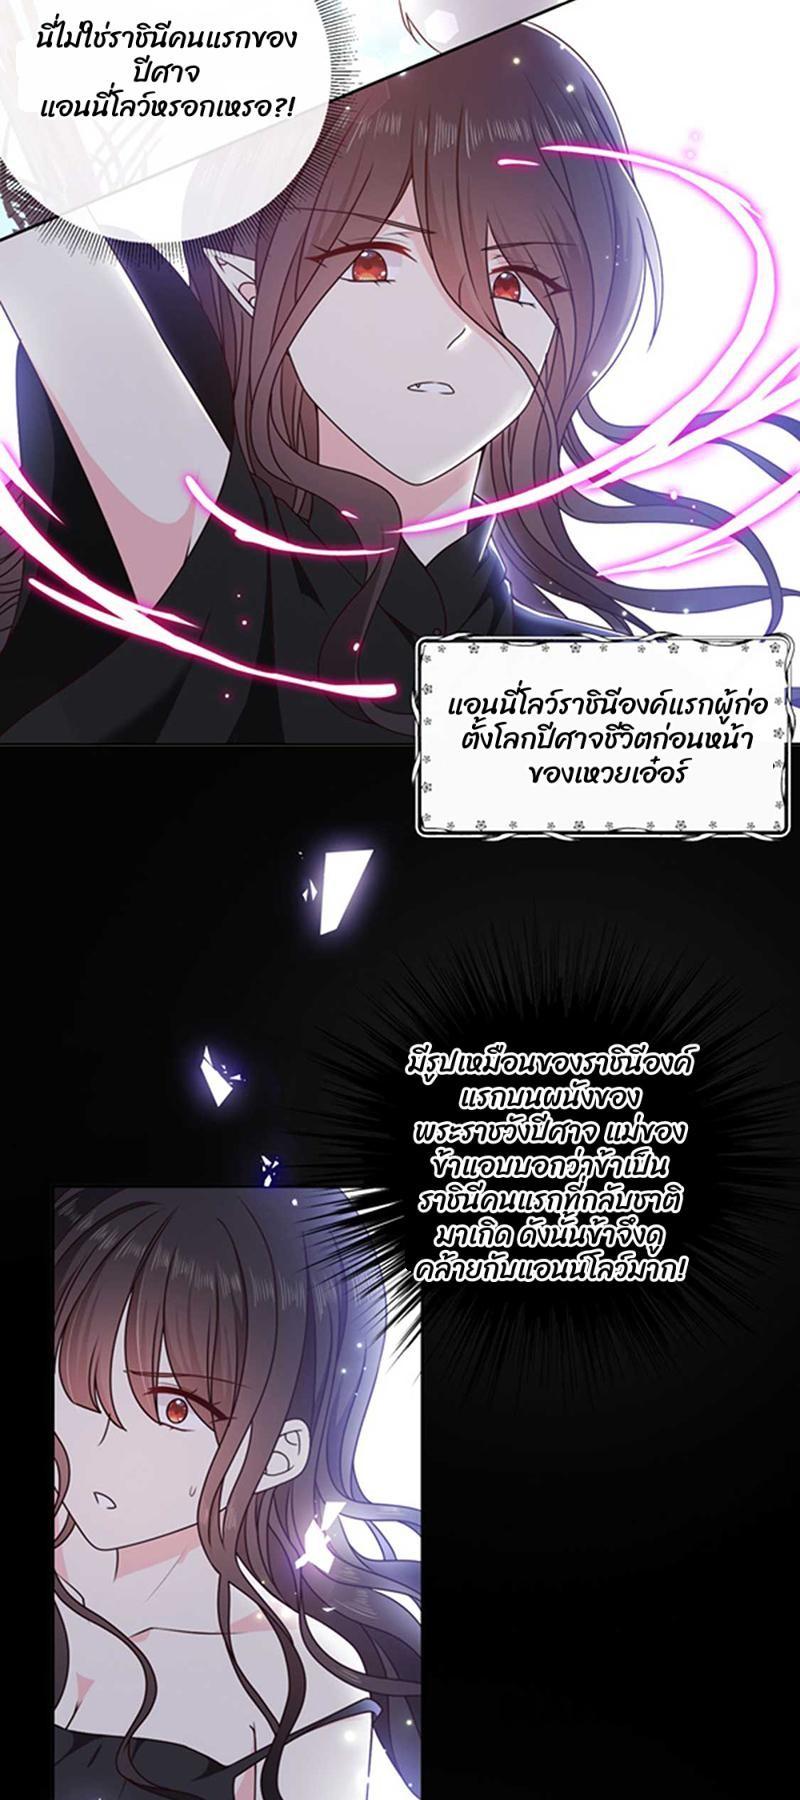 นี่ไม่ใช่ราชินีคนแรกของ
ปีศาจ
แอนนี่โลว์หรอกเหรอ?!
แอนนี่โลว์ราชินีองค์แรกผู้ก่อ
ตั้งโลกปีศาจชีวิตก่อนหน้า
ของเหวยเอ๋อร์
มีรูปเหมือนของราชินีองค์
แรกบนผนังของ
พระราชวังปีศาจ แม่ของ
ข้าแอบบอกว่าข้าเป็น
ราชินีคนแรกที่กลับชาติ
มาเกิด ดังนั้นข้าจึงดู
คล้ายกับแอนน์โลว์มาก!